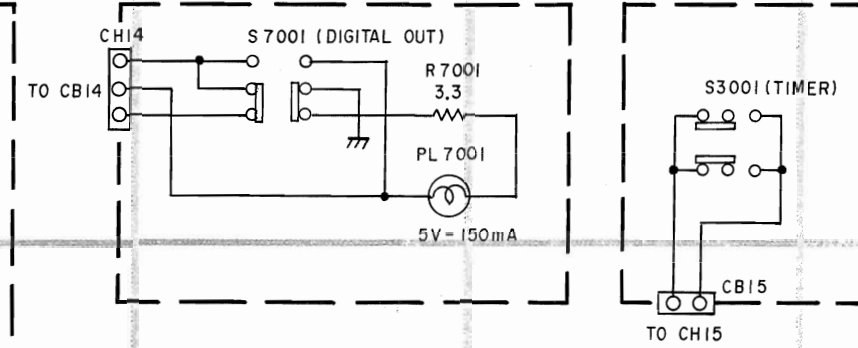 CH14
S7001 (DIGITAL OUT)
TO CB14
R7001
3.3
PL7001
5V-150mA
S3001 (TIMER)
CB15
TO CH15